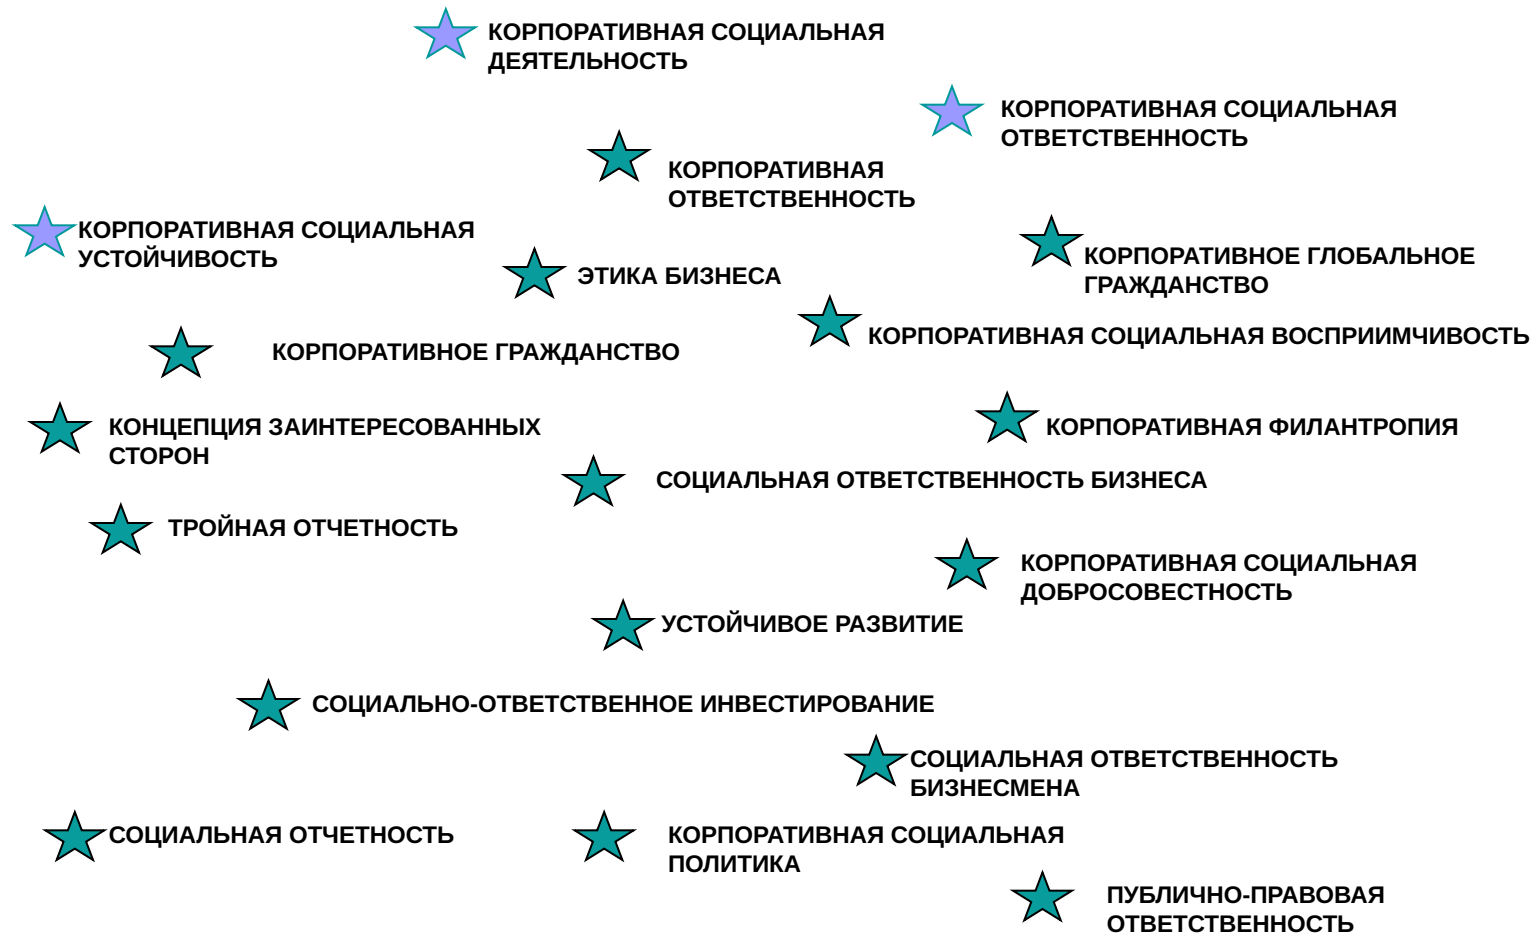 КОРПОРАТИВНАЯ СОЦИАЛЬНАЯ
ДЕЯТЕЛЬНОСТЬ
КОРПОРАТИВНАЯ СОЦИАЛЬНАЯ
ОТВЕТСТВЕННОСТЬ
КОРПОРАТИВНАЯ
ОТВЕТСТВЕННОСТЬ
КОРПОРАТИВНАЯ СОЦИАЛЬНАЯ
УСТОЙЧИВОСТЬ
КОРПОРАТИВНОЕ ГЛОБАЛЬНОЕ
ГРАЖДАНСТВО
ЭТИКА БИЗНЕСА
КОРПОРАТИВНАЯ СОЦИАЛЬНАЯ ВОСПРИИМЧИВОСТЬ
КОРПОРАТИВНОЕ ГРАЖДАНСТВО
КОНЦЕПЦИЯ ЗАИНТЕРЕСОВАННЫХ
СТОРОН
КОРПОРАТИВНАЯ ФИЛАНТРОПИЯ
СОЦИАЛЬНАЯ ОТВЕТСТВЕННОСТЬ БИЗНЕСА
ТРОЙНАЯ ОТЧЕТНОСТЬ
КОРПОРАТИВНАЯ СОЦИАЛЬНАЯ
ДОБРОСОВЕСТНОСТЬ
УСТОЙЧИВОЕ РАЗВИТИЕ
СОЦИАЛЬНО-ОТВЕТСТВЕННОЕ ИНВЕСТИРОВАНИЕ
СОЦИАЛЬНАЯ ОТВЕТСТВЕННОСТЬ
БИЗНЕСМЕНА
СОЦИАЛЬНАЯ ОТЧЕТНОСТЬ
КОРПОРАТИВНАЯ СОЦИАЛЬНАЯ
ПОЛИТИКА
ПУБЛИЧНО-ПРАВОВАЯ
ОТВЕТСТВЕННОСТЬ